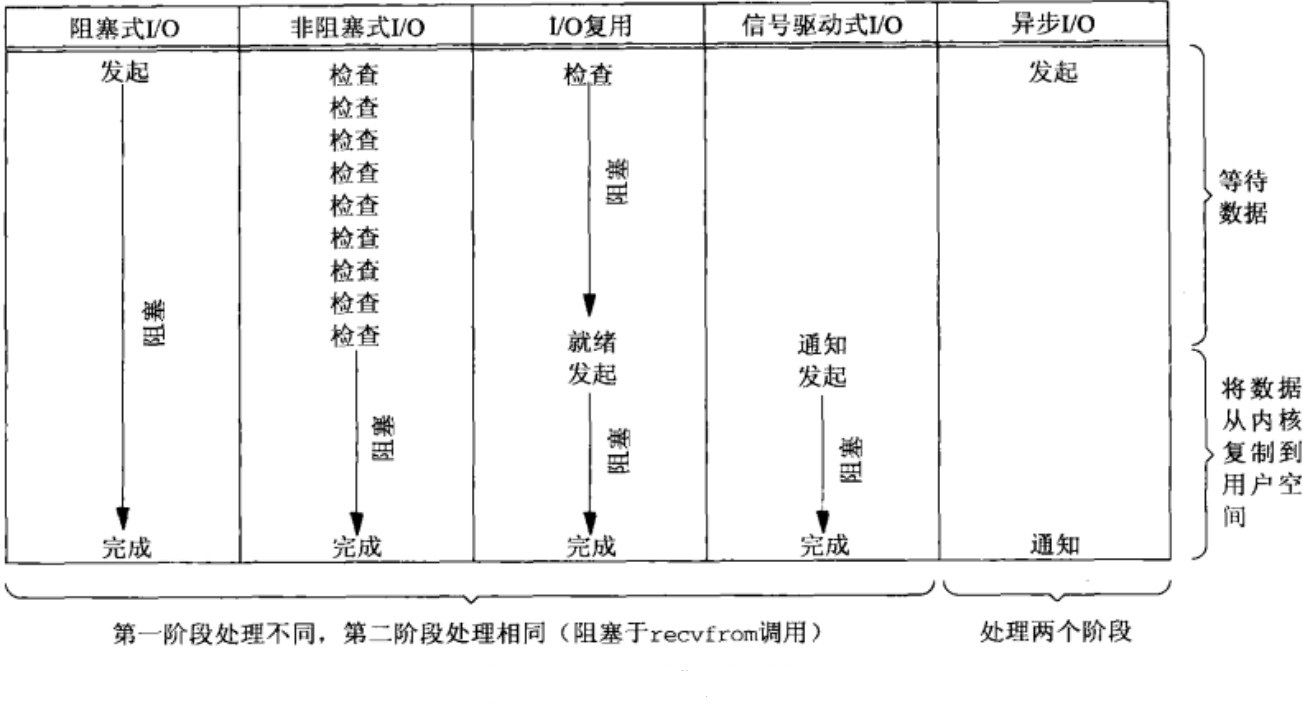 阻塞式I/O 非阻塞式I/O I/O复用 信号驱动式I/O 异步I/O
发起 检查 检查 发起
检查
检查
检查
检查
检查
检查
检查
检查
阻塞
阻塞
就绪 通知
发起 发起
阻塞 阻塞 阻塞
完成 完成 完成 完成 通知
等待
数据
将数据
从内核
复制到
用户空
间
第一阶段处理不同，第二阶段处理相同（阻塞于recvfrom调用） 处理两个阶段